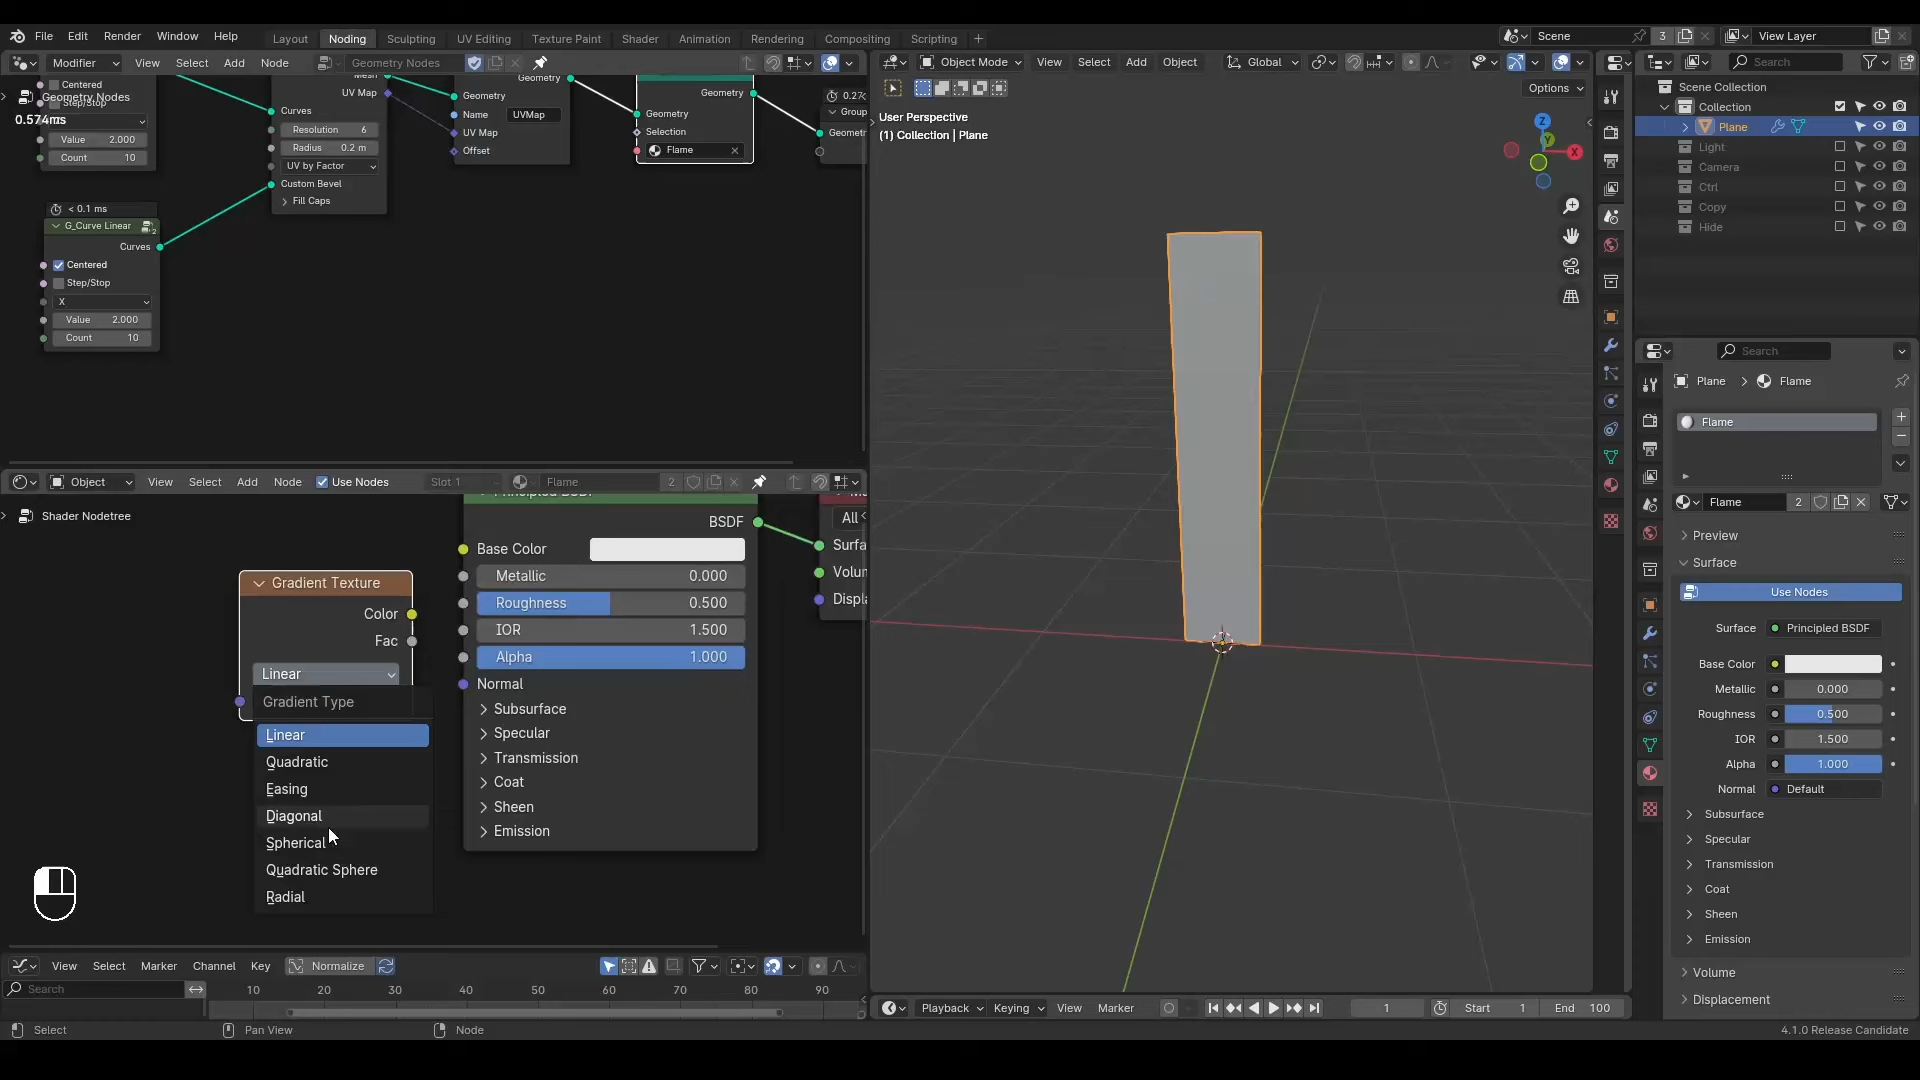 File Edit Render Window Help
Layout Noding Sculpting UV Editing Texture Paint Shader Animation Rendering Compositing Scripting +
Scene 3 View Layer
Modifier View Select Add Node Geometry Nodes
Object Mode View Select Add Object Global
Search
Options
Centered
Geometry Nodes
Step/Stop
0.574ms
Value 2.000
Count 10
Mesh
UV Map
Curves
Resolution 6
Radius 0.2 m
UV by Factor
Custom Bevel
Fill Caps
Geometry
Geometry
Name UVMap
UV Map
Offset
Geometry
Geometry
Selection
Flame
Group
< 0.1 ms
G_Curve Linear
Curves
Centered
Step/Stop
X
Value 2.000
Count 10
User Perspective
(1) Collection | Plane
Z
Y
X
Scene Collection
Collection
Plane
Light
Camera
Ctrl
Copy
Hide
Search
Plane > Flame
Flame
Flame 2
Preview
Surface
Use Nodes
Surface Principled BSDF
Base Color
Metallic 0.000
Roughness 0.500
IOR 1.500
Alpha 1.000
Normal Default
Subsurface
Specular
Transmission
Coat
Sheen
Emission
Volume
Displacement
Object View Select Add Node Use Nodes Slot 1 Flame 2
Shader Nodetree
Gradient Texture
Color
Fac
Linear
Gradient Type
Linear
Quadratic
Easing
Diagonal
Spherical
Quadratic Sphere
Radial
BSDF
Base Color
Metallic 0.000
Roughness 0.500
IOR 1.500
Alpha 1.000
Normal
Subsurface
Specular
Transmission
Coat
Sheen
Emission
All
View Select Marker Channel Key Normalize
Search
10 20 30 40 50 60 70 80 90
Playback Keying View Marker 1 Start 1 End 100
Select Pan View Node 4.1.0 Release Candidate